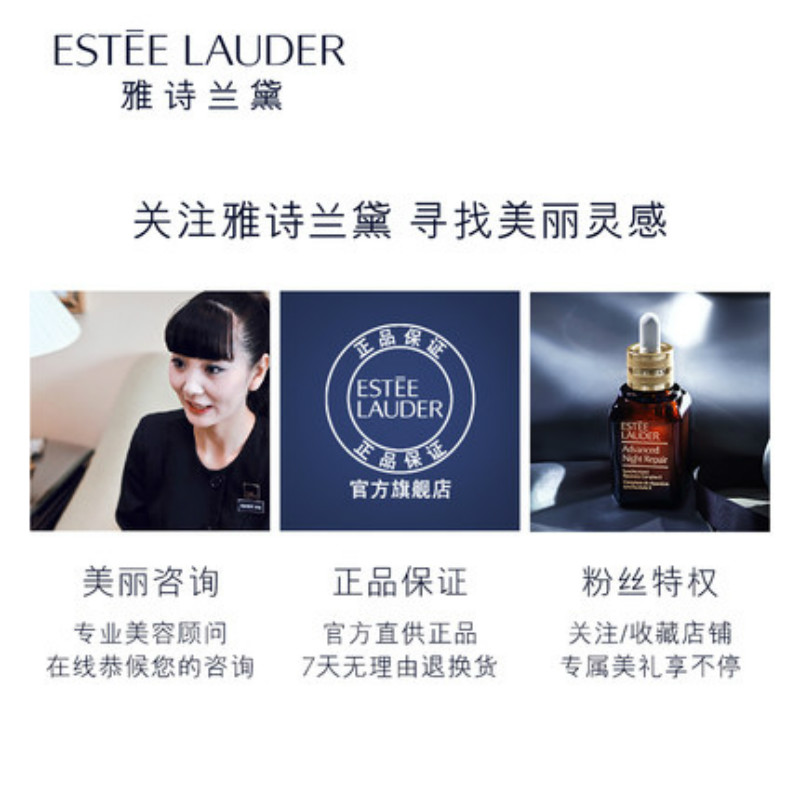 ESTĒE LAUDER
雅诗兰黛
关注雅诗兰黛 寻找美丽灵感
正品保证
ESTĒE
LAUDER
正品保证
官方旗舰店
ESTĒE
LAUDER
Advanced
Night Repair
美丽咨询
正品保证
粉丝特权
专业美容顾问
官方直供正品
关注/收藏店铺
在线恭候您的咨询
7天无理由退换货
专属美礼享不停